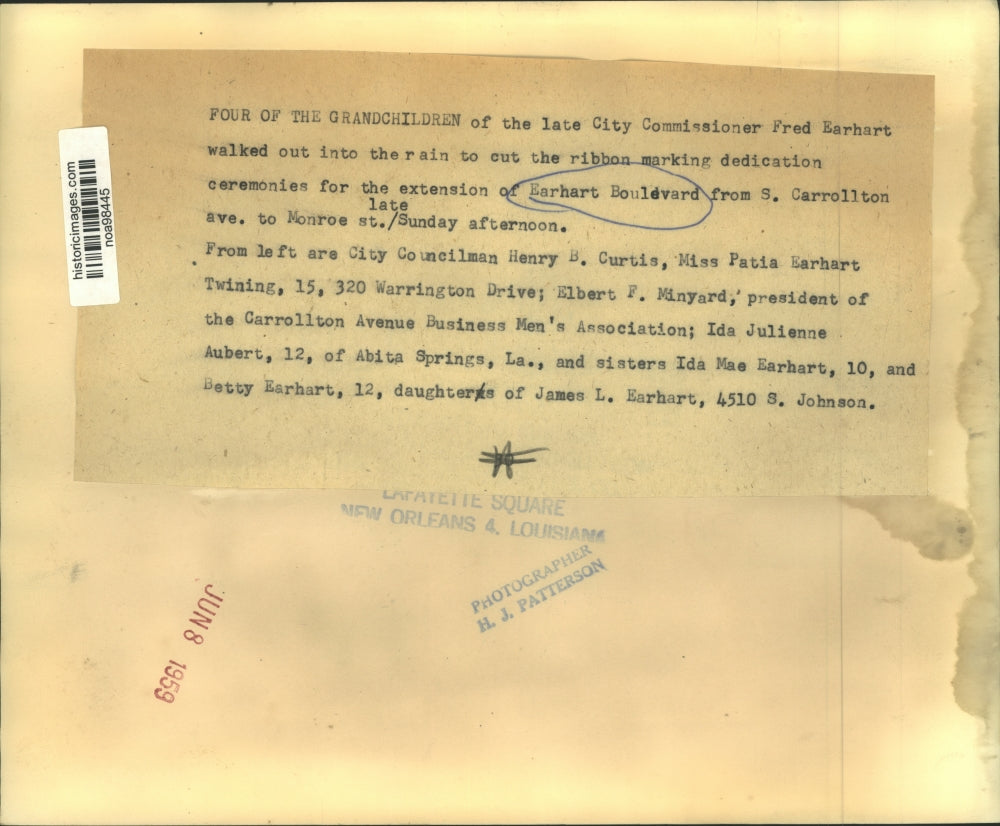 FOUR OF THE GRANDCHILDREN of the late City Commissioner Fred Earhart
walked out into the rain to cut the ribbon marking dedication
ceremonies for the extension of Earhart Boulevard from S. Carrollton
late
ave. to Monroe st./Sunday afternoon.
From left are City Councilman Henry B. Curtis, Miss Patia Earhart
Twining, 15, 320 Warrington Drive; Elbert F. Minyard, president of
the Carrollton Avenue Business Men's Association; Ida Julienne
Aubert, 12, of Abita Springs, La., and sisters Ida Mae Earhart, 10, and
Betty Earhart, 12, daughters of James L. Earhart, 4510 S. Johnson.
historicimages.com
noa98445
LAFAYETTE SQUARE
NEW ORLEANS 4, LOUISIANA
PHOTOGRAPHER
H. J. PATTERSON
JUN 8 1959